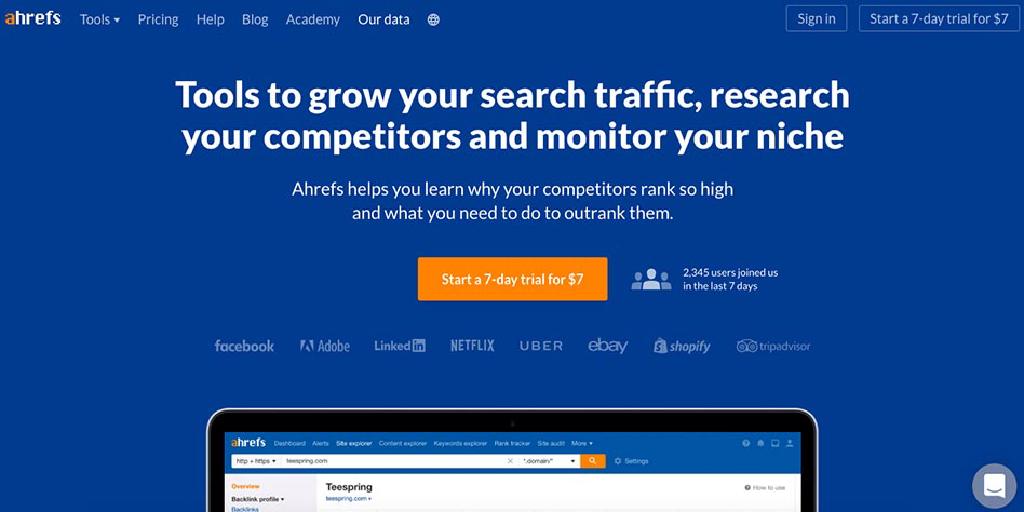 ahrefs Tools Pricing Help Blog Academy Our data Sign in Start a 7-day trial for $7
Tools to grow your search traffic, research
your competitors and monitor your niche
Ahrefs helps you learn why your competitors rank so high
and what you need to do to outrank them.
Start a 7-day trial for $7
2,345 users joined us
in the last 7 days
facebook Adobe Linked in NETFLIX UBER ebay shopify tripadvisor
ahrefs Dashboard Alerts Site explorer Content explorer Keywords explorer Rank tracker Site audit More
http + https teespring.com *.domain/* Settings
Overview
Backlink profile
Backlinks
Teespring
teespring.com
How to use